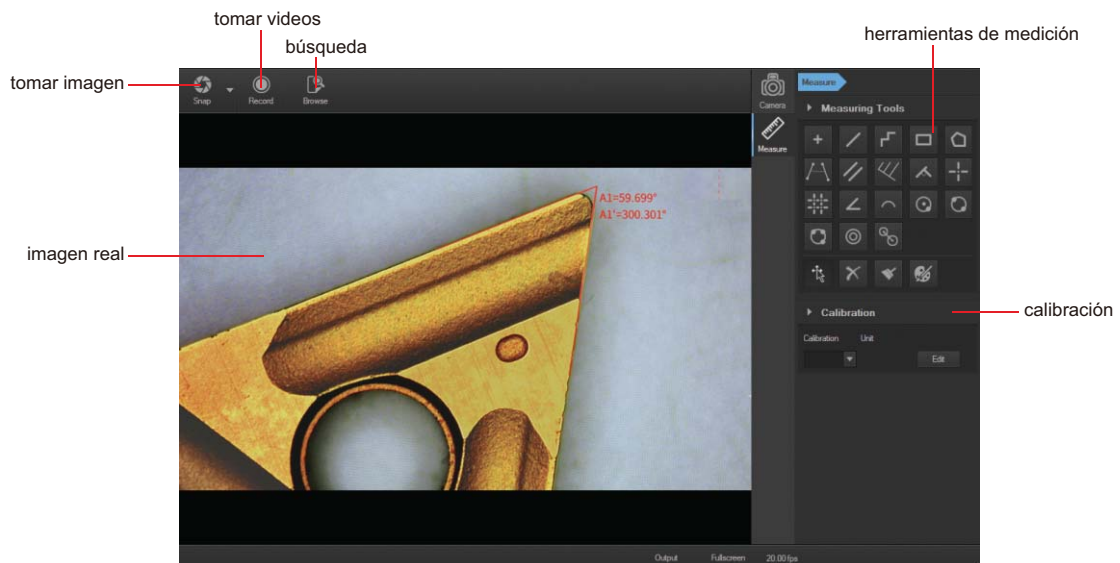 tomar videos
búsqueda
herramientas de medición
tomar imagen
Snap
Record
Browse
Camera
Measure
Measure
Measuring Tools
A1=59.699°
A1'=300.301°
imagen real
Calibration
calibración
Calibration Unit
Edit
Output Fullscreen 20.00 fps